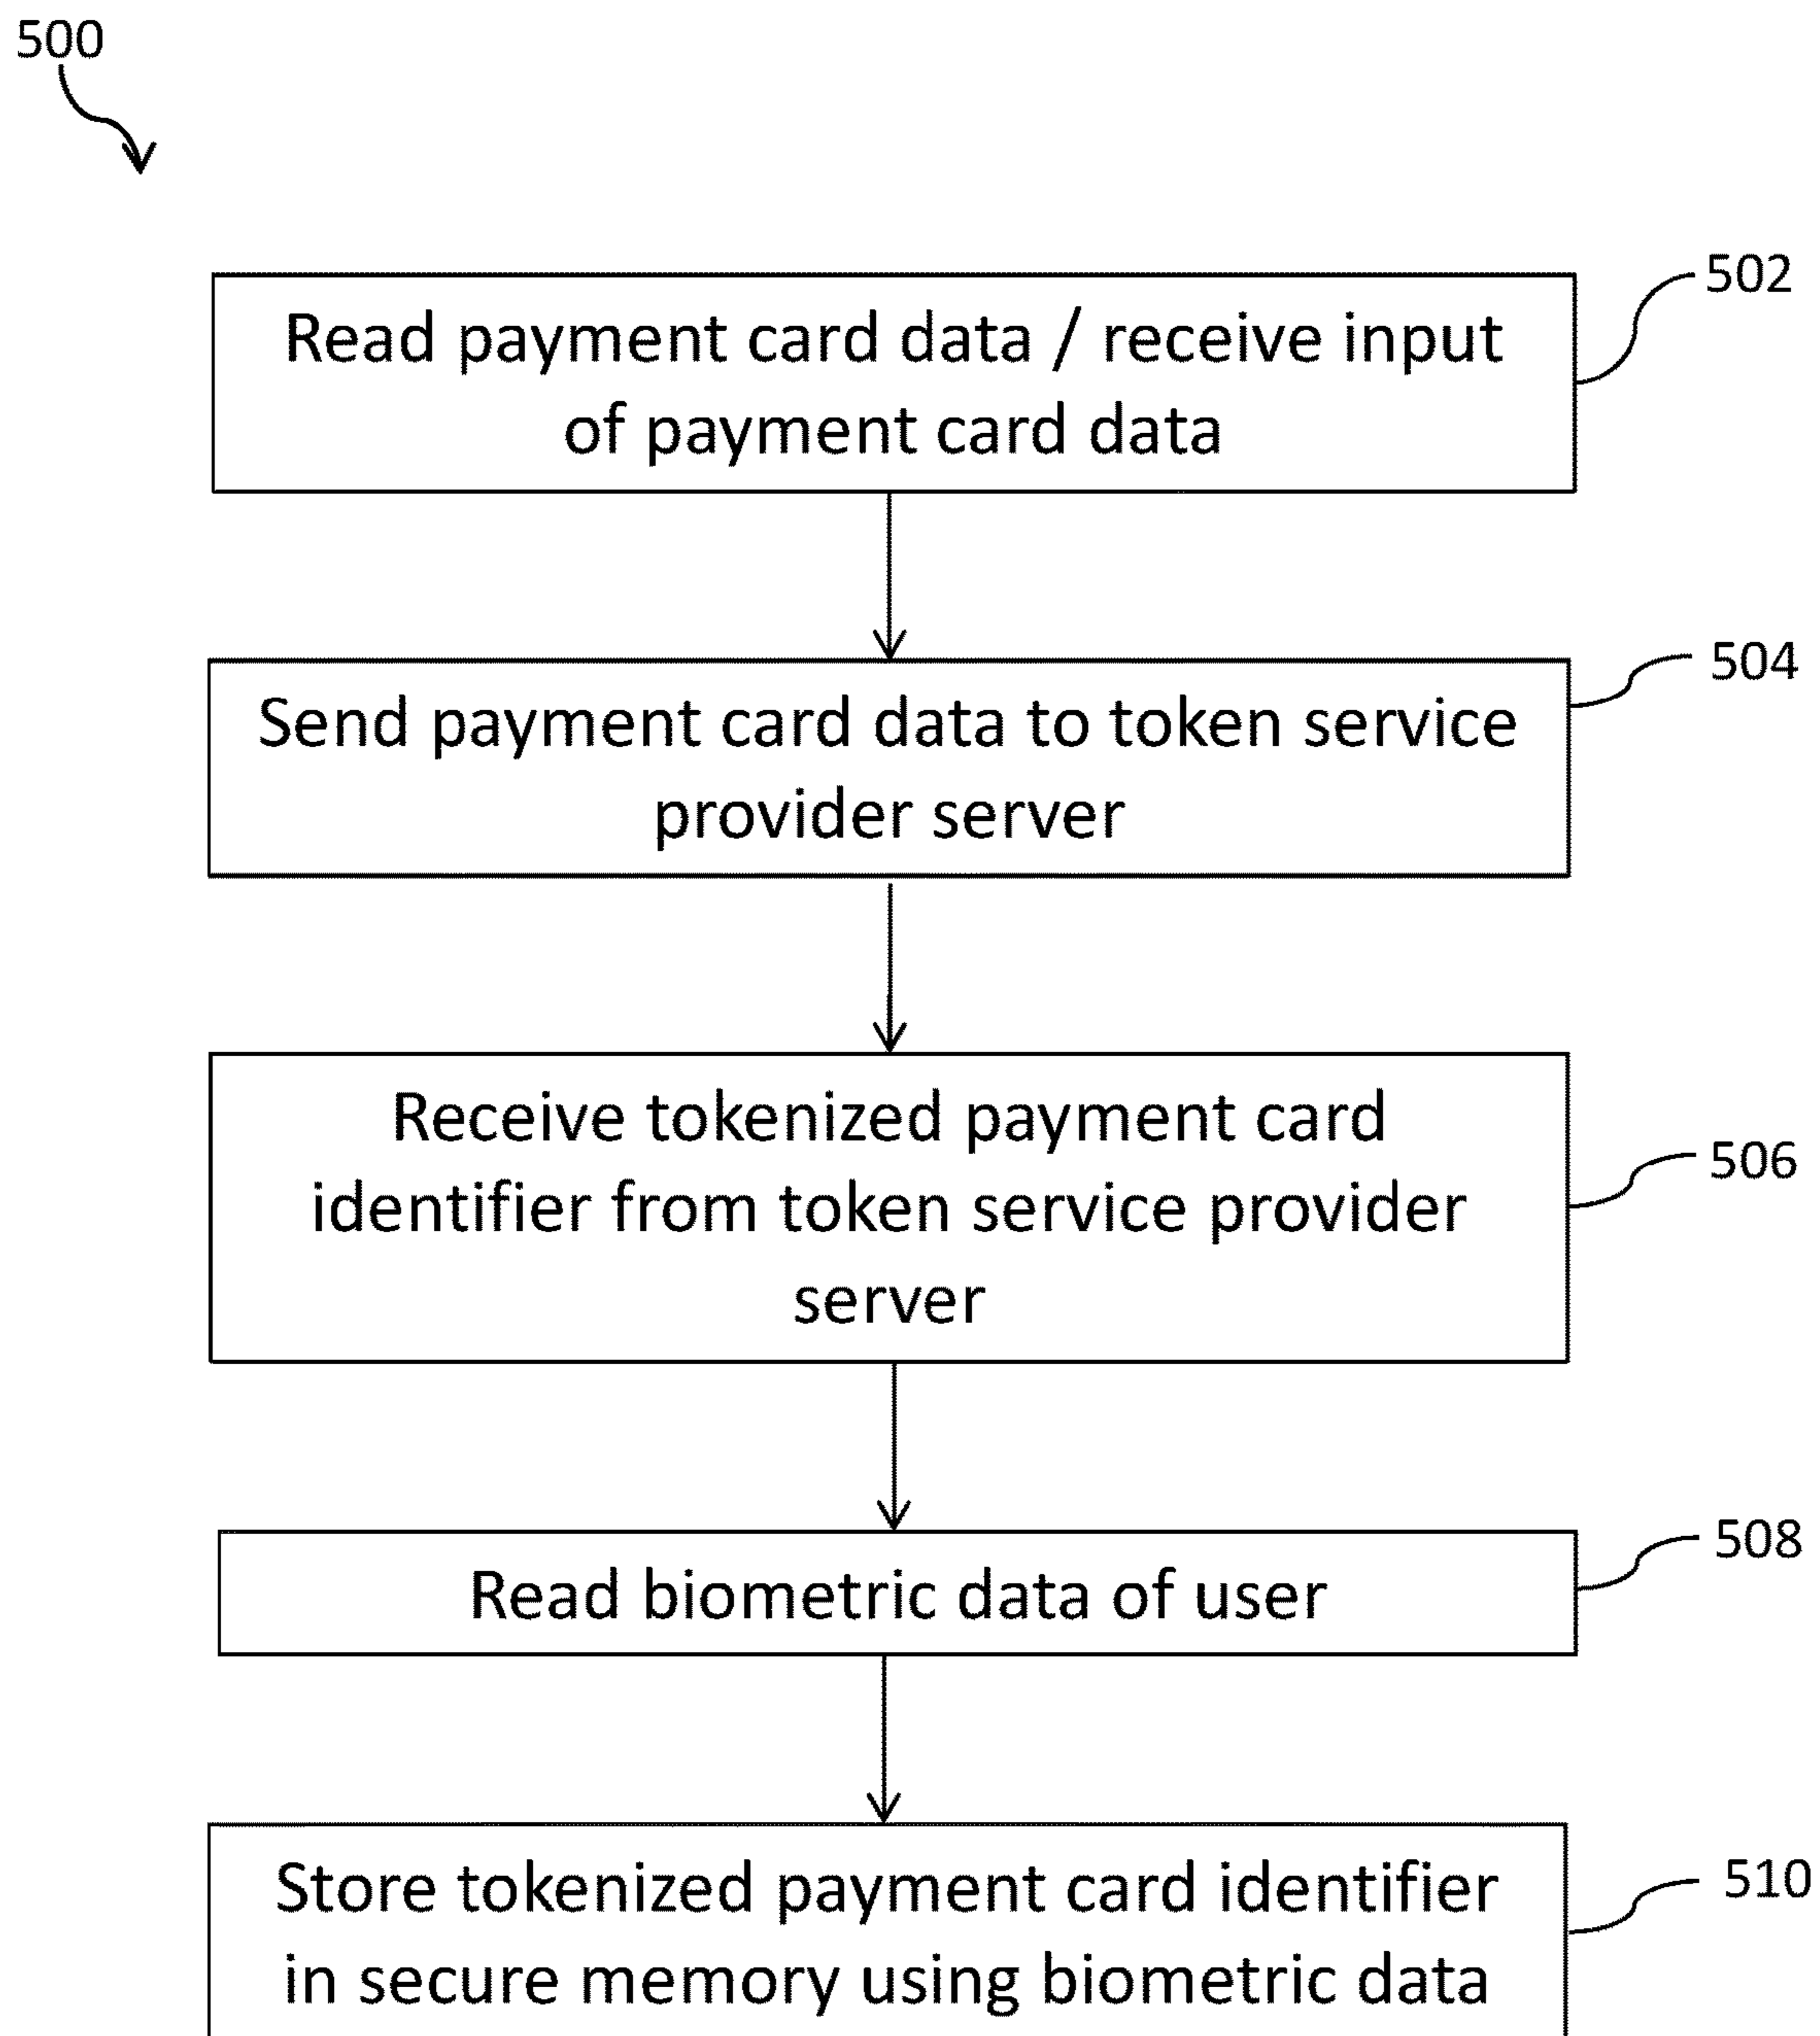 500
502
Read payment card data / receive input
of payment card data
504
Send payment card data to token service
provider server
Receive tokenized payment card
506
identifier from token service provider
server
508
Read biometric data of user
510
Store tokenized payment card identifier
in secure memory using biometric data